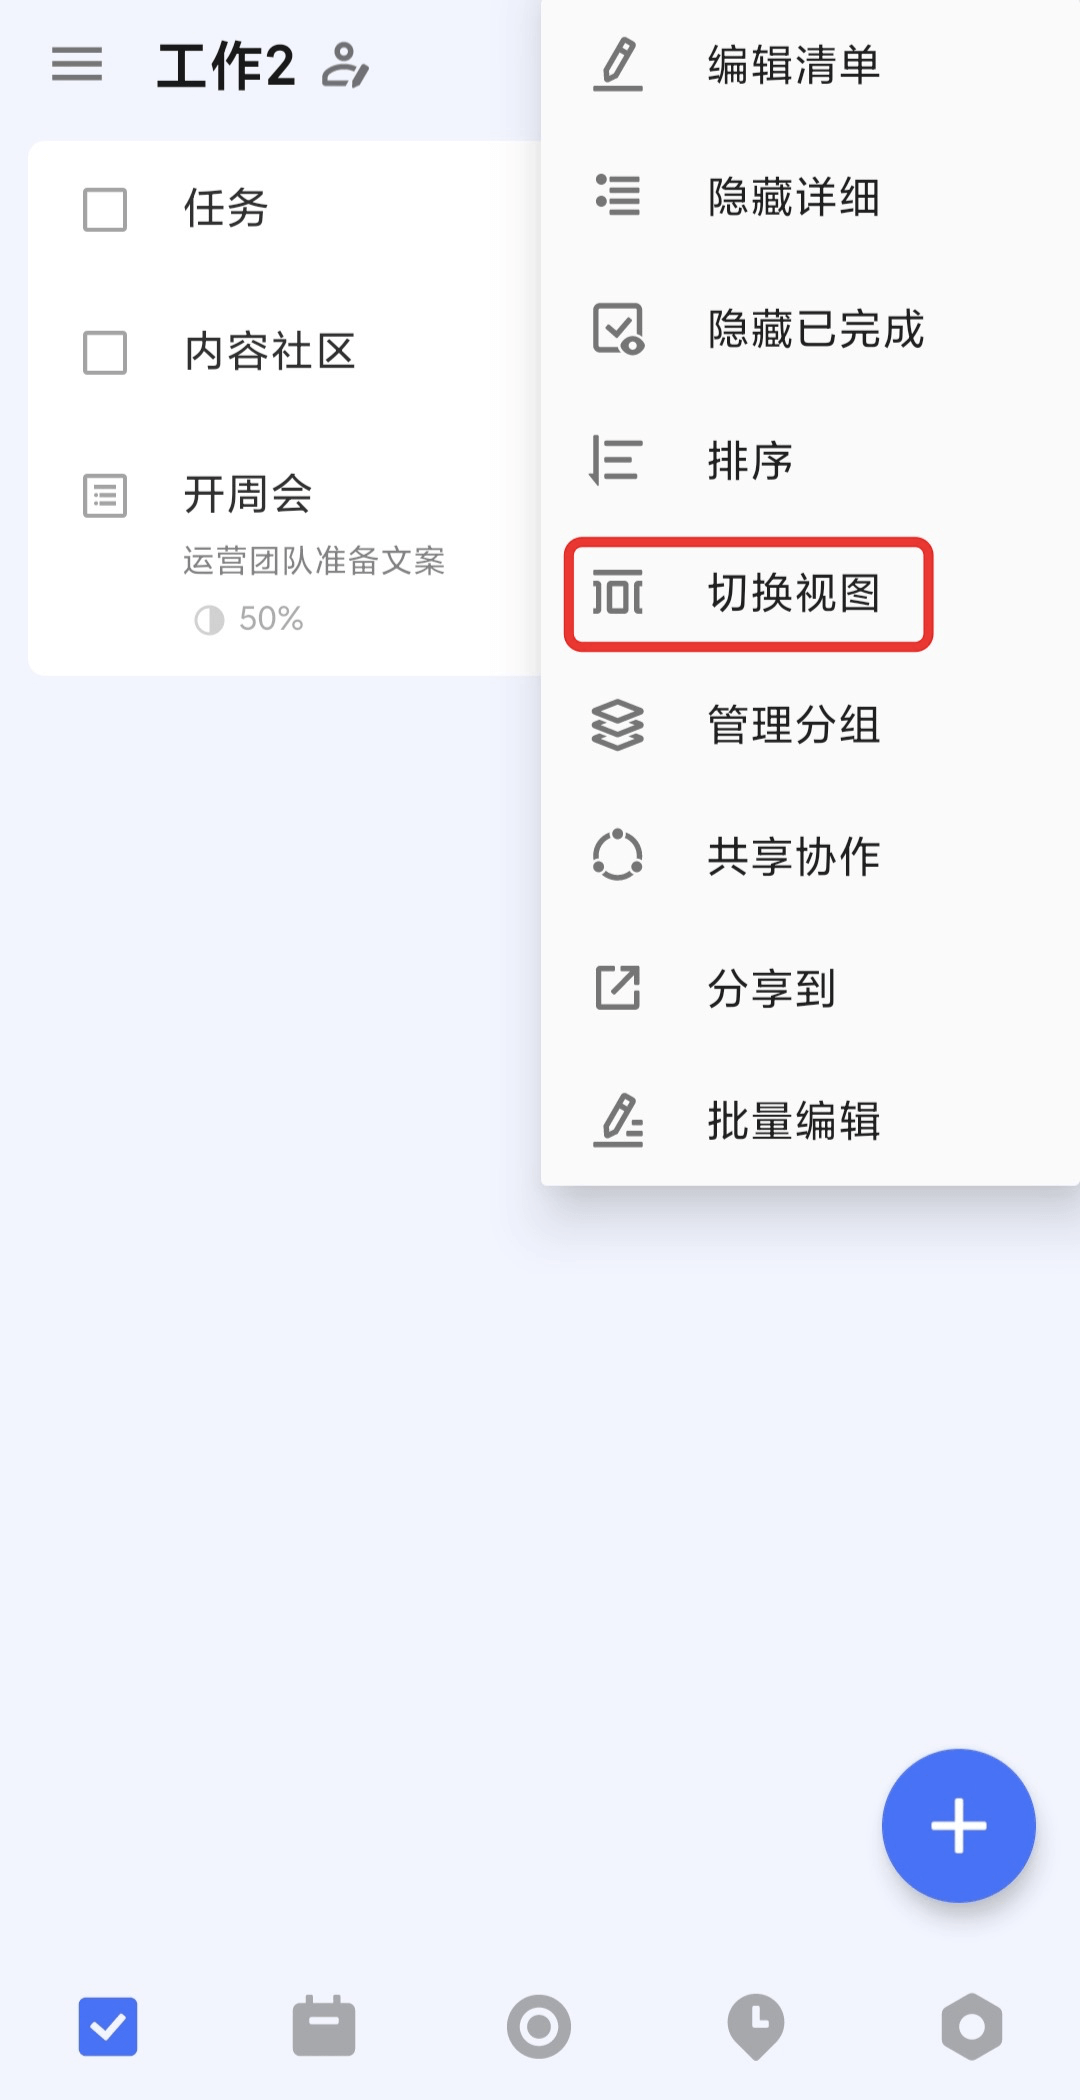 工作2
任务
内容社区
开周会
运营团队准备文案
50%
编辑清单
隐藏详细
隐藏已完成
排序
切换视图
管理分组
共享协作
分享到
批量编辑